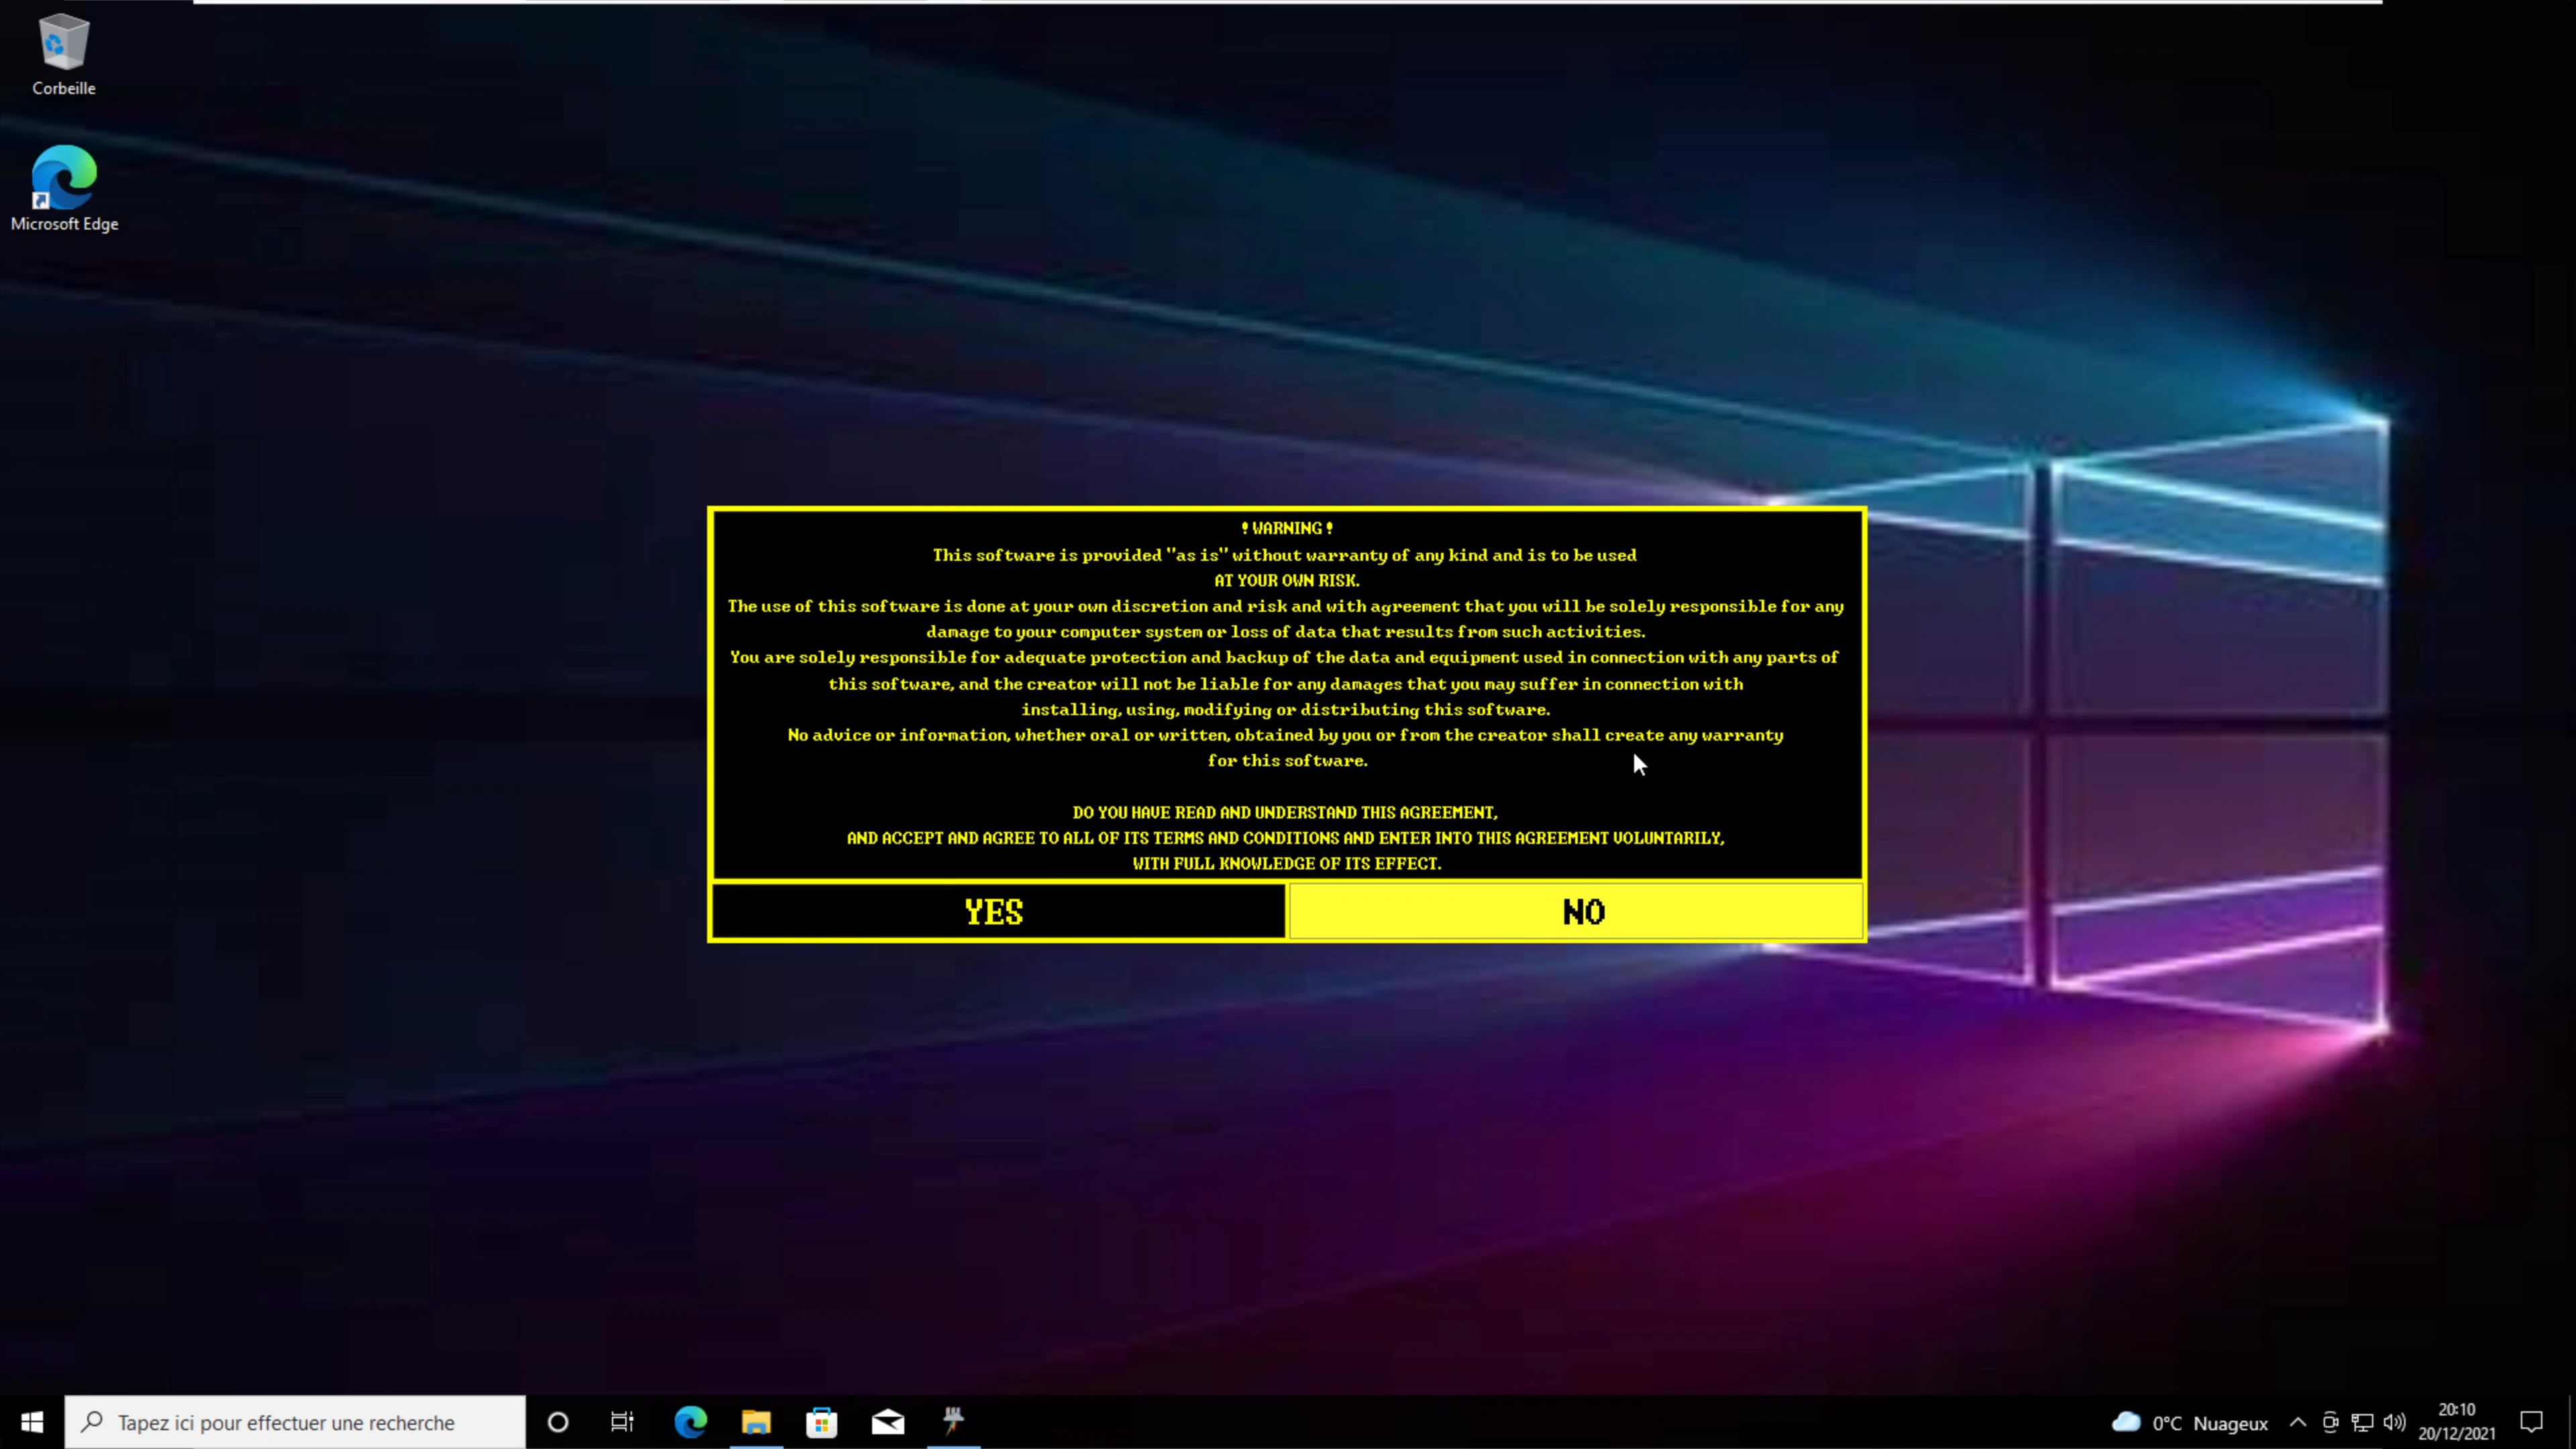 Corbeille
Microsoft Edge
! WARNING !
This software is provided "as is" without warranty of any kind and is to be used
AT YOUR OWN RISK.
The use of this software is done at your own discretion and risk and with agreement that you will be solely responsible for any
damage to your computer system or loss of data that results from such activities.
You are solely responsible for adequate protection and backup of the data and equipment used in connection with any parts of
this software, and the creator will not be liable for any damages that you may suffer in connection with
installing, using, modifying or distributing this software.
No advice or information, whether oral or written, obtained by you or from the creator shall create any warranty
for this software.
DO YOU HAVE READ AND UNDERSTAND THIS AGREEMENT,
AND ACCEPT AND AGREE TO ALL OF ITS TERMS AND CONDITIONS AND ENTER INTO THIS AGREEMENT VOLUNTARILY,
WITH FULL KNOWLEDGE OF ITS EFFECT.
YES NO
Tapez ici pour effectuer une recherche
0°C Nuageux
20:10
20/12/2021